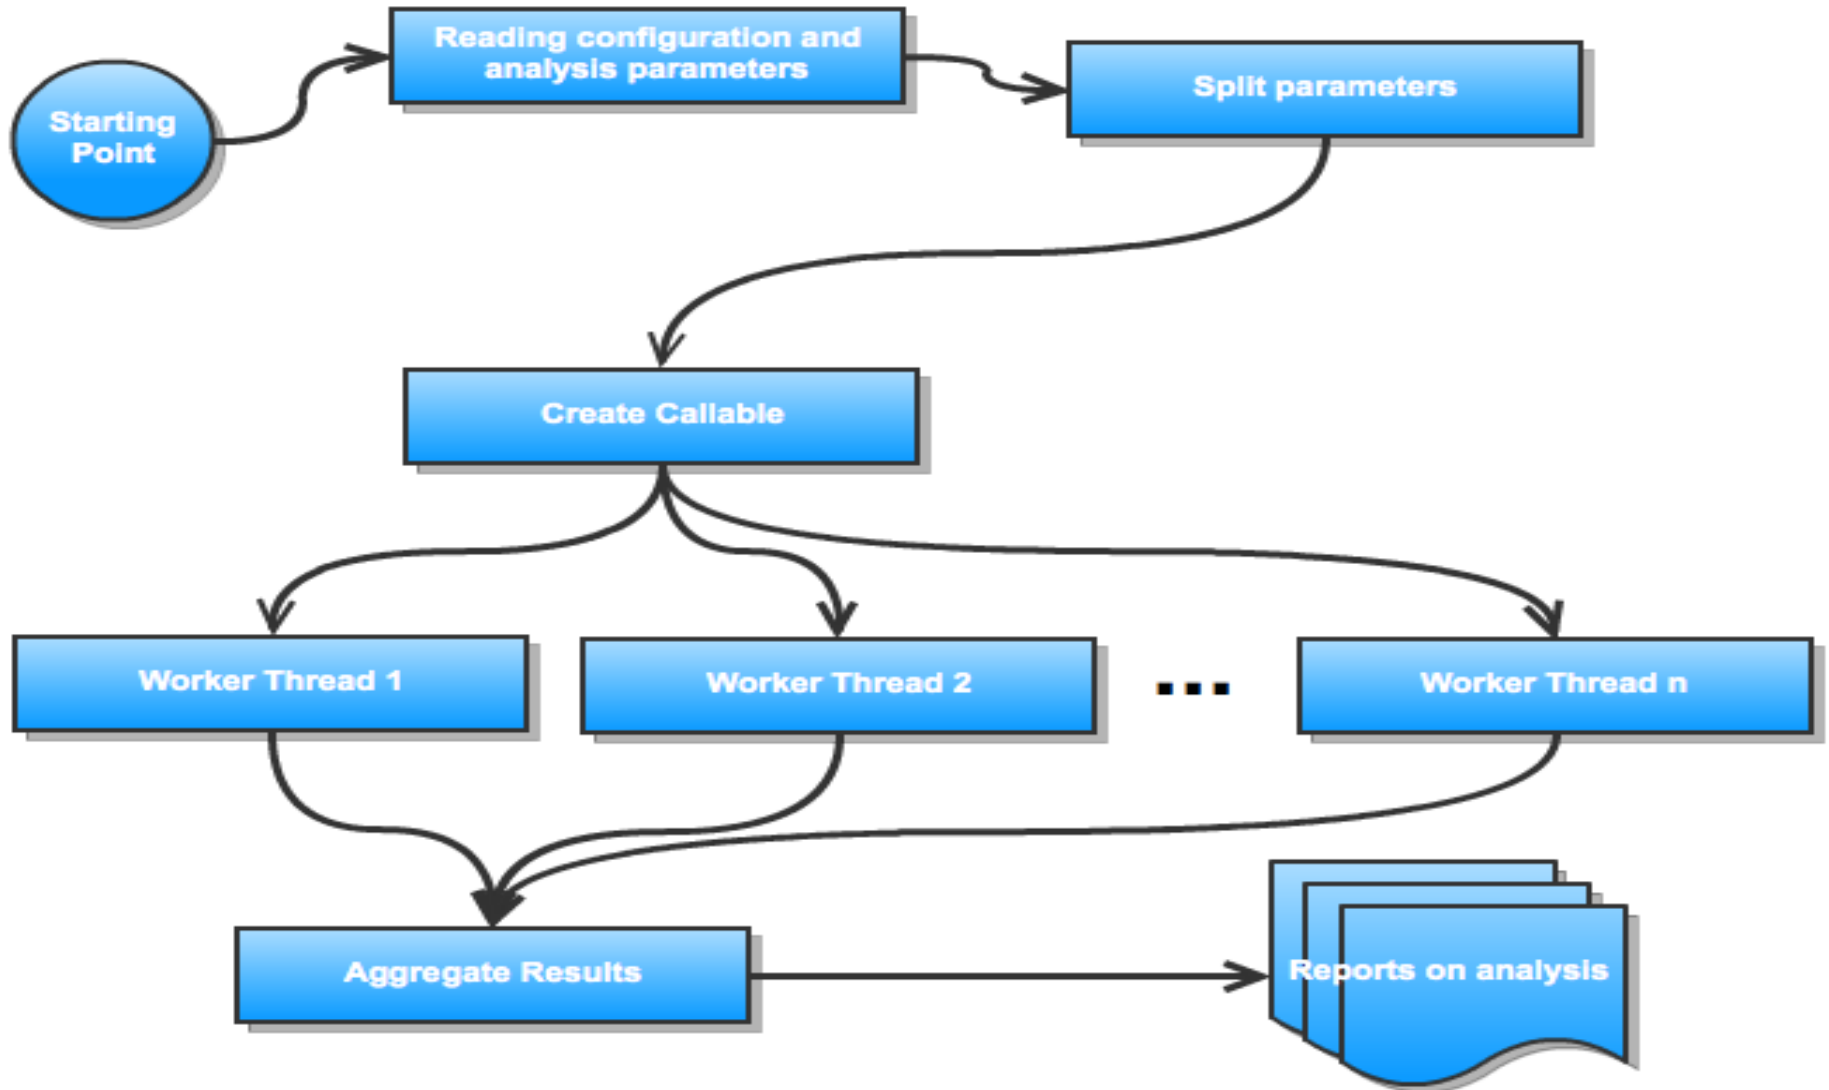 Reading configuration and
analysis parameters
Split parameters
Starting
Point
Create Callable
Worker Thread 1
Worker Thread 2
...
Worker Thread n
Aggregate Results
Reports on analysis